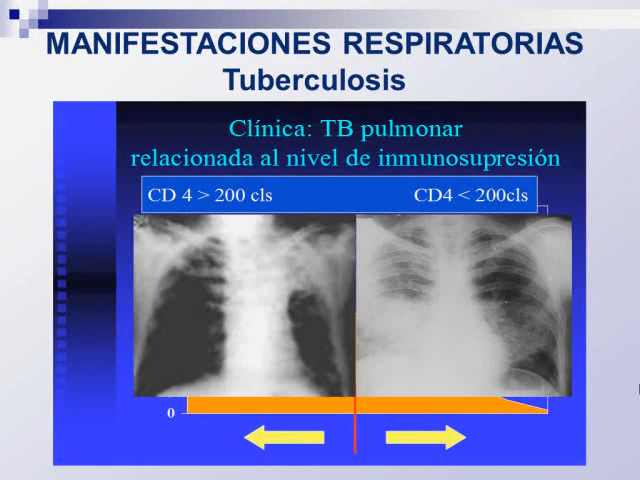 MANIFESTACIONES RESPIRATORIAS
Tuberculosis
Clínica: TB pulmonar
relacionada al nivel de inmunosupresión
CD 4 > 200 cls CD4 < 200cls
0